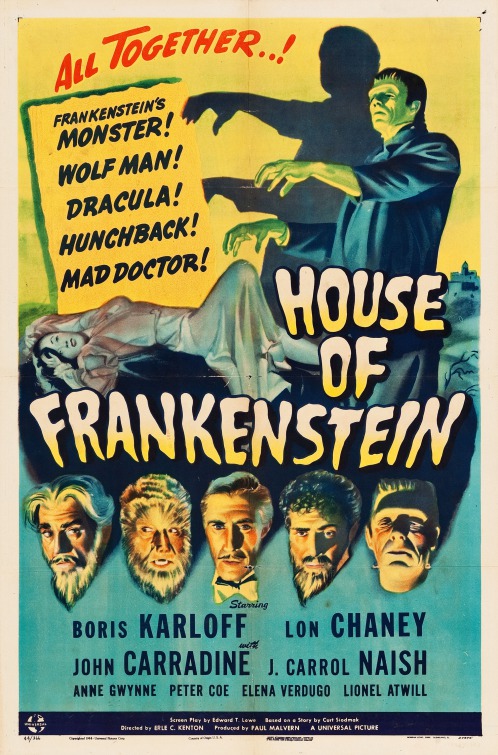 ALL TOGETHER...!
FRANKENSTEIN'S
MONSTER!
WOLF MAN!
DRACULA!
HUNCHBACK!
MAD DOCTOR!
HOUSE
OF
FRANKENSTEIN
Starring
BORIS KARLOFF LON CHANEY
with
JOHN CARRADINE J. CARROL NAISH
ANNE GWYNNE PETER COE ELENA VERDUGO LIONEL ATWILL
Screen Play by Edward T. Lowe Based on a Story by Curt Siodmak
Directed by ERLE C. KENTON Produced by PAUL MALVERN A UNIVERSAL PICTURE